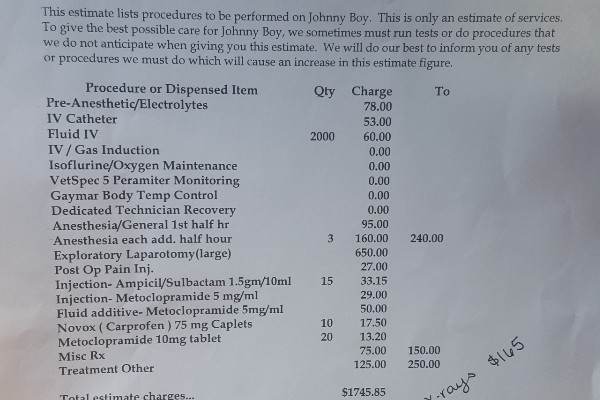 This estimate lists procedures to be performed on Johnny Boy. This is only an estimate of services.
To give the best possible care for Johnny Boy, we sometimes must run tests or do procedures that
we do not anticipate when giving you this estimate. We will do our best to inform you of any tests
or procedures we must do which will cause an increase in this estimate figure.
Procedure or Dispensed Item Qty Charge To
Pre-Anesthetic/Electrolytes 78.00
IV Catheter 53.00
Fluid IV 2000 60.00
IV / Gas Induction 0.00
Isoflurine/Oxygen Maintenance 0.00
VetSpec 5 Peramiter Monitoring 0.00
Gaymar Body Temp Control 0.00
Dedicated Technician Recovery 0.00
Anesthesia/General 1st half hr 95.00
Anesthesia each add. half hour 3 160.00 240.00
Exploratory Laparotomy(large) 650.00
Post Op Pain Inj. 27.00
Injection- Ampicil/Sulbactam 1.5gm/10ml 15 33.15
Injection- Metoclopramide 5 mg/ml 29.00
Fluid additive- Metoclopramide 5mg/ml 50.00
Novox ( Carprofen ) 75 mg Caplets 10 17.50
Metoclopramide 10mg tablet 20 13.20
Misc Rx 75.00 150.00
Treatment Other 125.00 250.00
x-rays $165
Total estimate charges... $1745.85